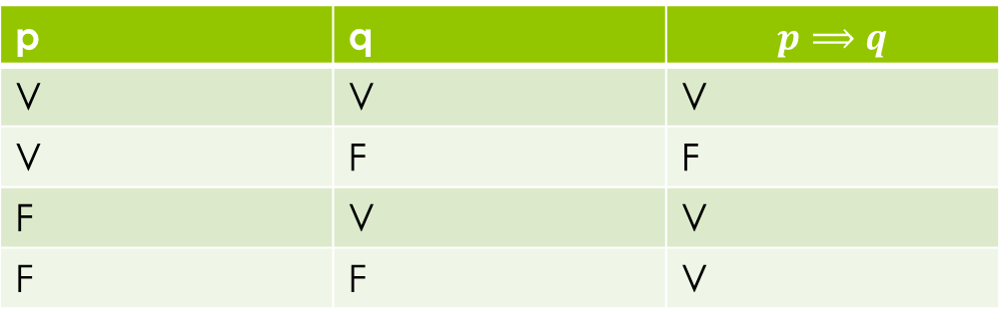 p q p ⟹ q
V V V
V F F
F V V
F F V